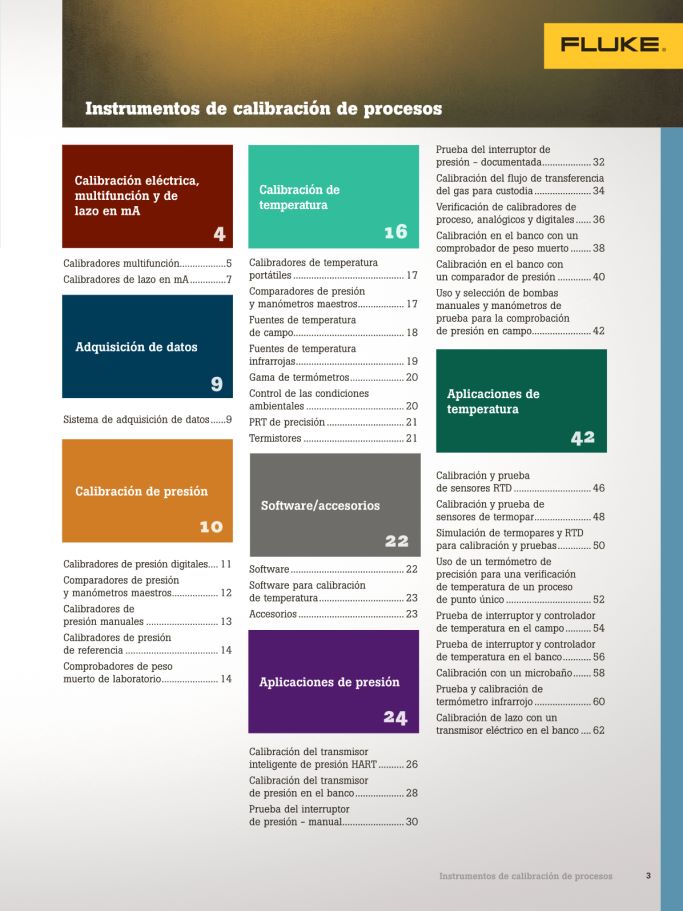 FLUKE®
Instrumentos de calibración de procesos
Calibración eléctrica,
multifunción y de
lazo en mA
4
Calibradores multifunción.................5
Calibradores de lazo en mA.............7
Adquisición de datos
9
Sistema de adquisición de datos......9
Calibración de presión
10
Calibradores de presión digitales.... 11
Comparadores de presión
y manómetros maestros................. 12
Calibradores de
presión manuales .......................... 13
Calibradores de presión
de referencia .................................. 14
Comprobadores de peso
muerto de laboratorio..................... 14
Calibración de
temperatura
16
Calibradores de temperatura
portátiles ........................................ 17
Comparadores de presión
y manómetros maestros................. 17
Fuentes de temperatura
de campo........................................ 18
Fuentes de temperatura
infrarrojas....................................... 19
Gama de termómetros.................... 20
Control de las condiciones
ambientales ................................... 20
PRT de precisión ............................ 21
Termistores .................................... 21
Software/accesorios
22
Software ......................................... 22
Software para calibración
de temperatura............................... 23
Accesorios ...................................... 23
Aplicaciones de presión
24
Calibración del transmisor
inteligente de presión HART .......... 26
Calibración del transmisor
de presión en el banco................... 28
Prueba del interruptor
de presión – manual....................... 30
Prueba del interruptor de
presión – documentada.................. 32
Calibración del flujo de transferencia
del gas para custodia ..................... 34
Verificación de calibradores de
proceso, analógicos y digitales...... 36
Calibración en el banco con un
comprobador de peso muerto ........ 38
Calibración en el banco con
un comparador de presión ............ 40
Uso y selección de bombas
manuales y manómetros de
prueba para la comprobación
de presión en campo...................... 42
Aplicaciones de
temperatura
42
Calibración y prueba
de sensores RTD ............................. 46
Calibración y prueba de
sensores de termopar..................... 48
Simulación de termopares y RTD
para calibración y pruebas............. 50
Uso de un termómetro de
precisión para una verificación
de temperatura de un proceso
de punto único ............................... 52
Prueba de interruptor y controlador
de temperatura en el campo.......... 54
Prueba de interruptor y controlador
de temperatura en el banco........... 56
Calibración con un microbaño....... 58
Prueba y calibración de
termómetro infrarrojo ..................... 60
Calibración de lazo con un
transmisor eléctrico en el banco .... 62
Instrumentos de calibración de procesos 3